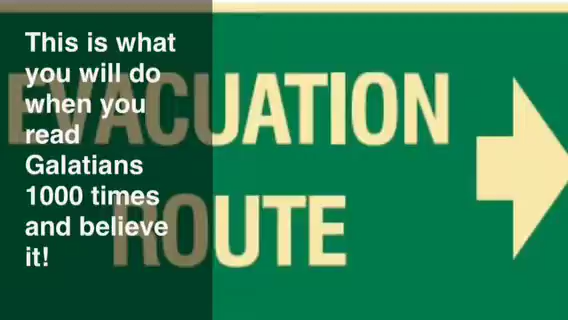 This is what
you will do
when you
read
Galatians
1000 times
and believe
it!
EVACUATION
ROUTE